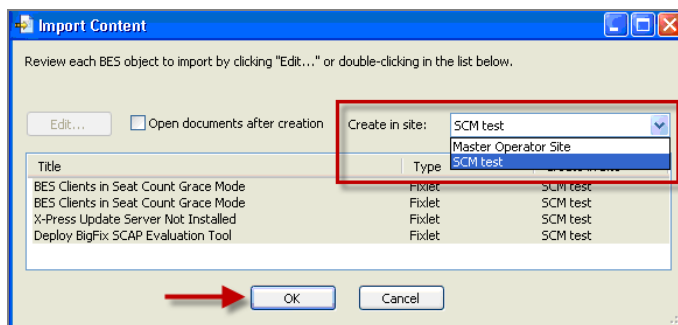 Import Content
Review each BES object to import by clicking "Edit..." or double-clicking in the list below.
Edit... Open documents after creation Create in site: SCM test
Master Operator Site
SCM test
Title Type
BES Clients in Seat Count Grace Mode Fixlet SCM test
BES Clients in Seat Count Grace Mode Fixlet SCM test
X-Press Update Server Not Installed Fixlet SCM test
Deploy BigFix SCAP Evaluation Tool Fixlet SCM test
OK Cancel